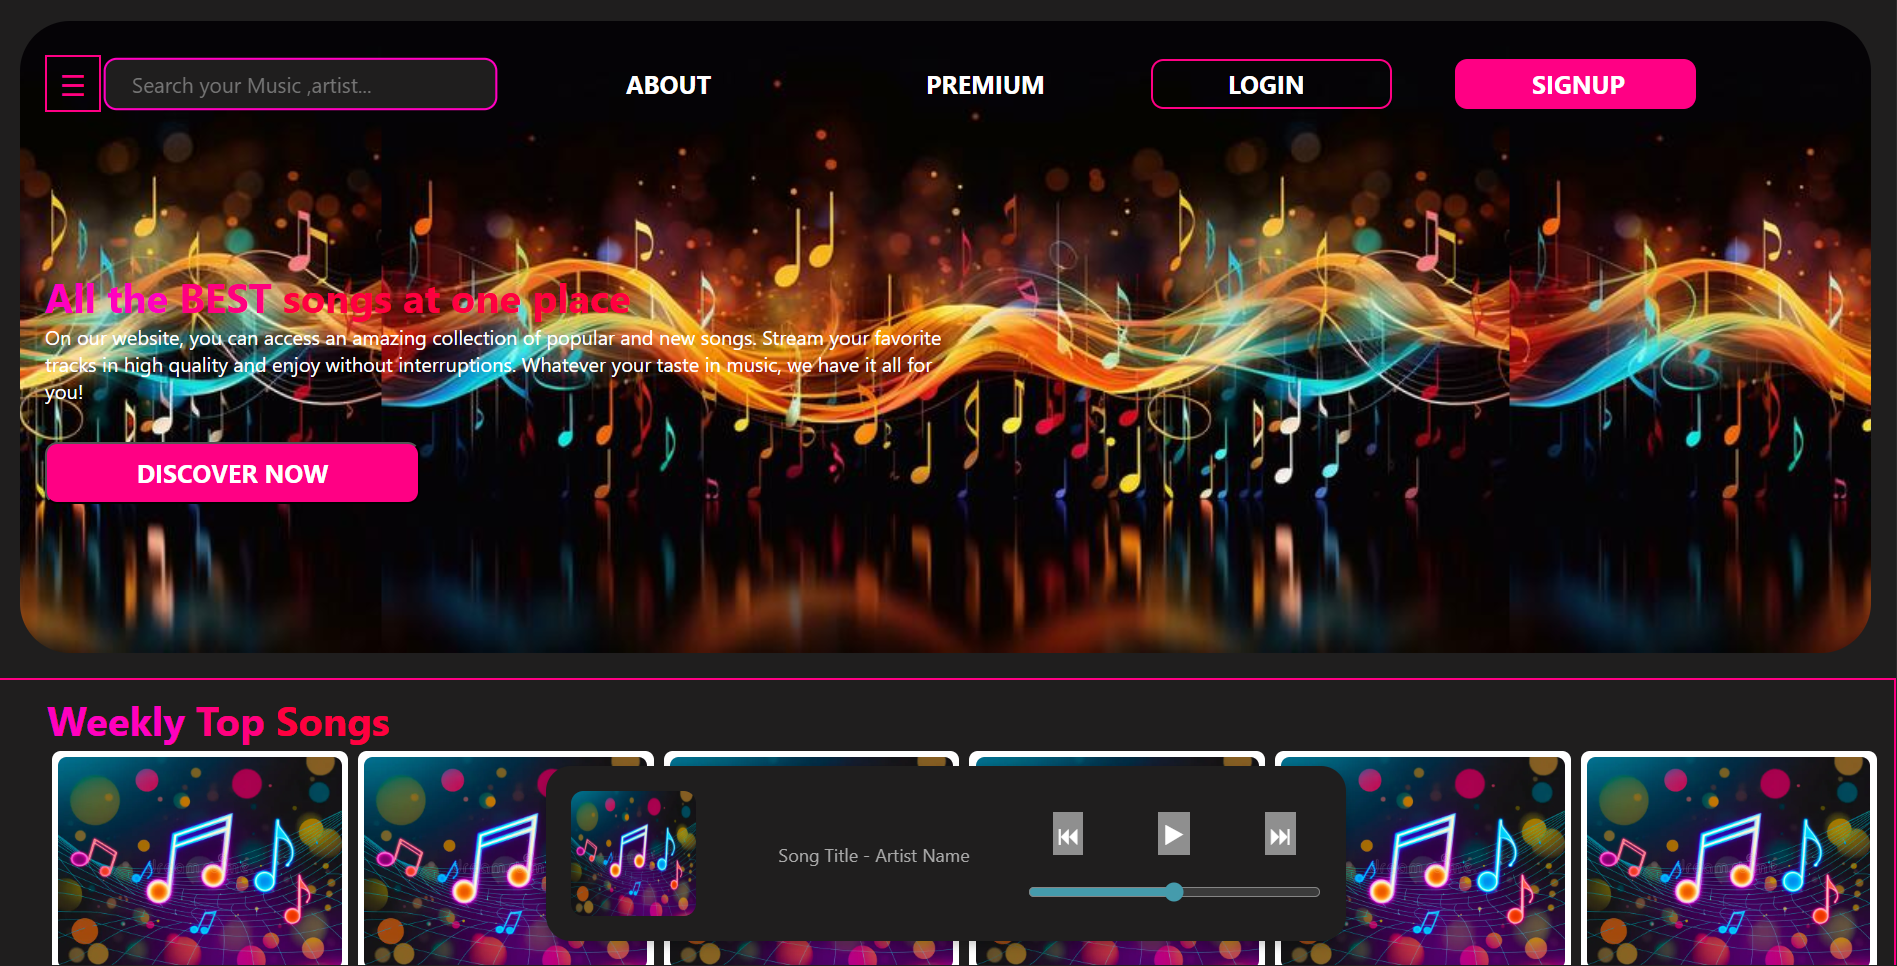 ☰
Search your Music ,artist...
ABOUT
PREMIUM
LOGIN
SIGNUP
All the BEST songs at one place
On our website, you can access an amazing collection of popular and new songs. Stream your favorite
tracks in high quality and enjoy without interruptions. Whatever your taste in music, we have it all for
you!
DISCOVER NOW
Weekly Top Songs
Song Title - Artist Name